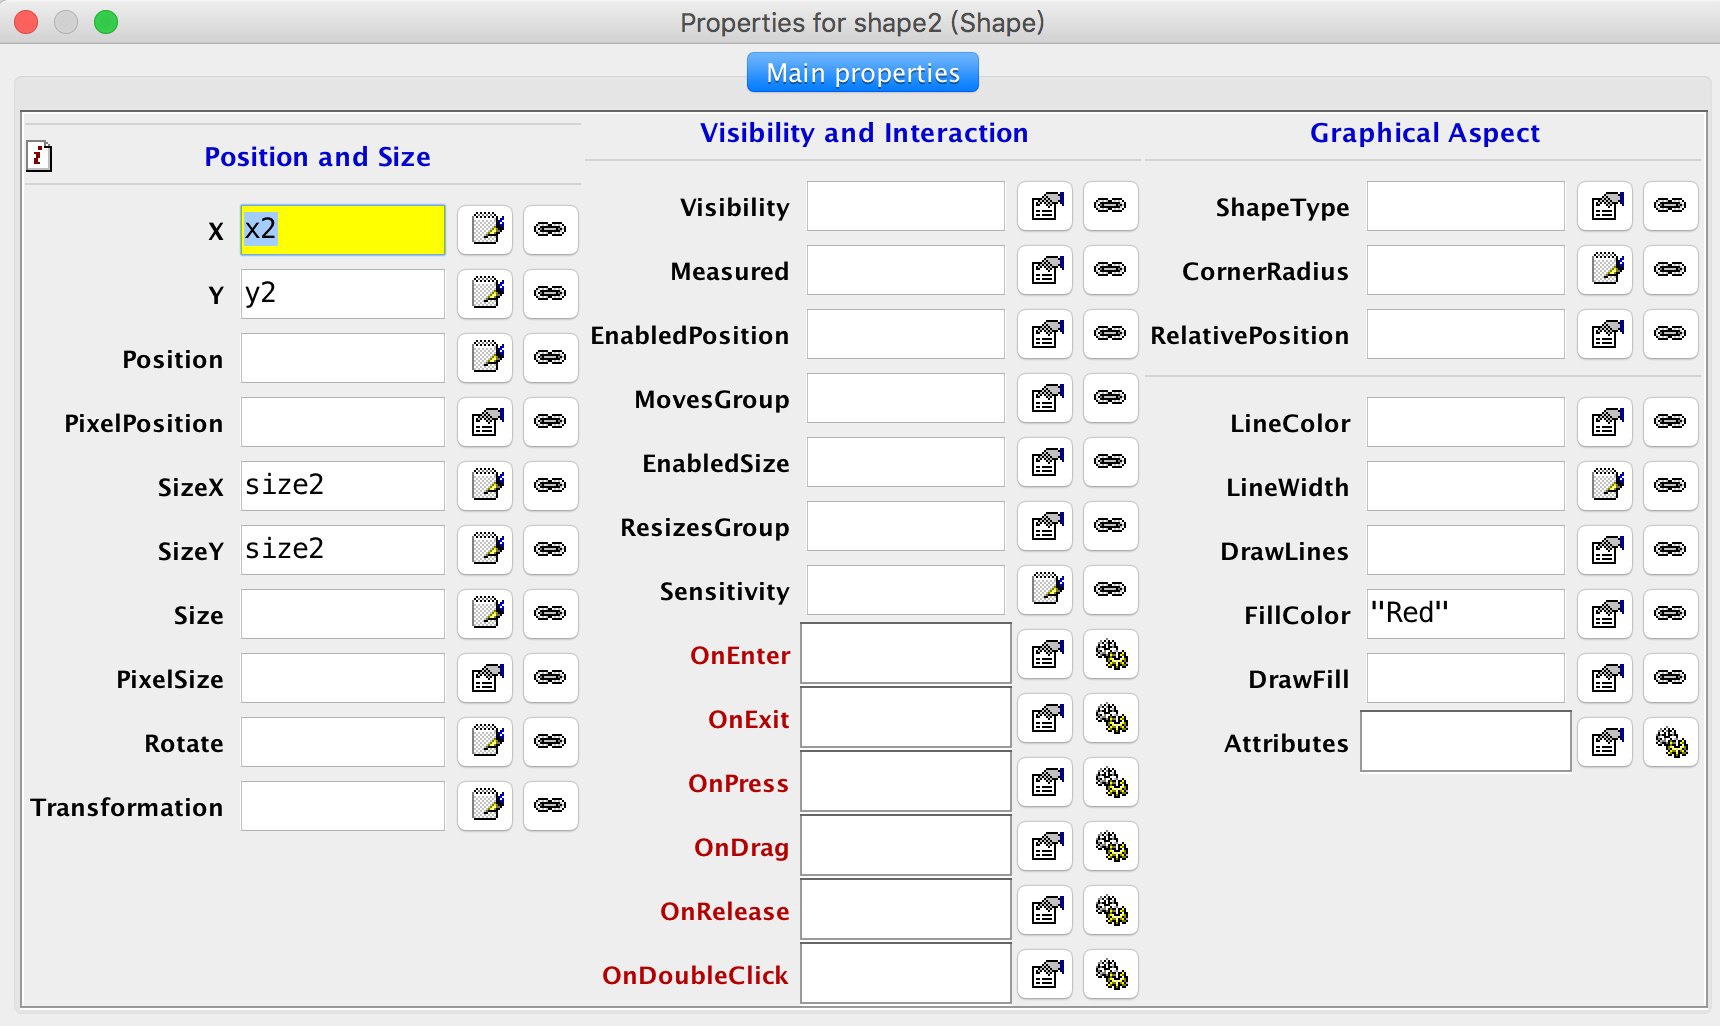 Properties for shape2 (Shape)
Main properties
Position and Size
X x2
Y y2
Position
PixelPosition
SizeX size2
SizeY size2
Size
PixelSize
Rotate
Transformation
Visibility and Interaction
Visibility
Measured
EnabledPosition
MovesGroup
EnabledSize
ResizesGroup
Sensitivity
OnEnter
OnExit
OnPress
OnDrag
OnRelease
OnDoubleClick
Graphical Aspect
ShapeType
CornerRadius
RelativePosition
LineColor
LineWidth
DrawLines
FillColor "Red"
DrawFill
Attributes